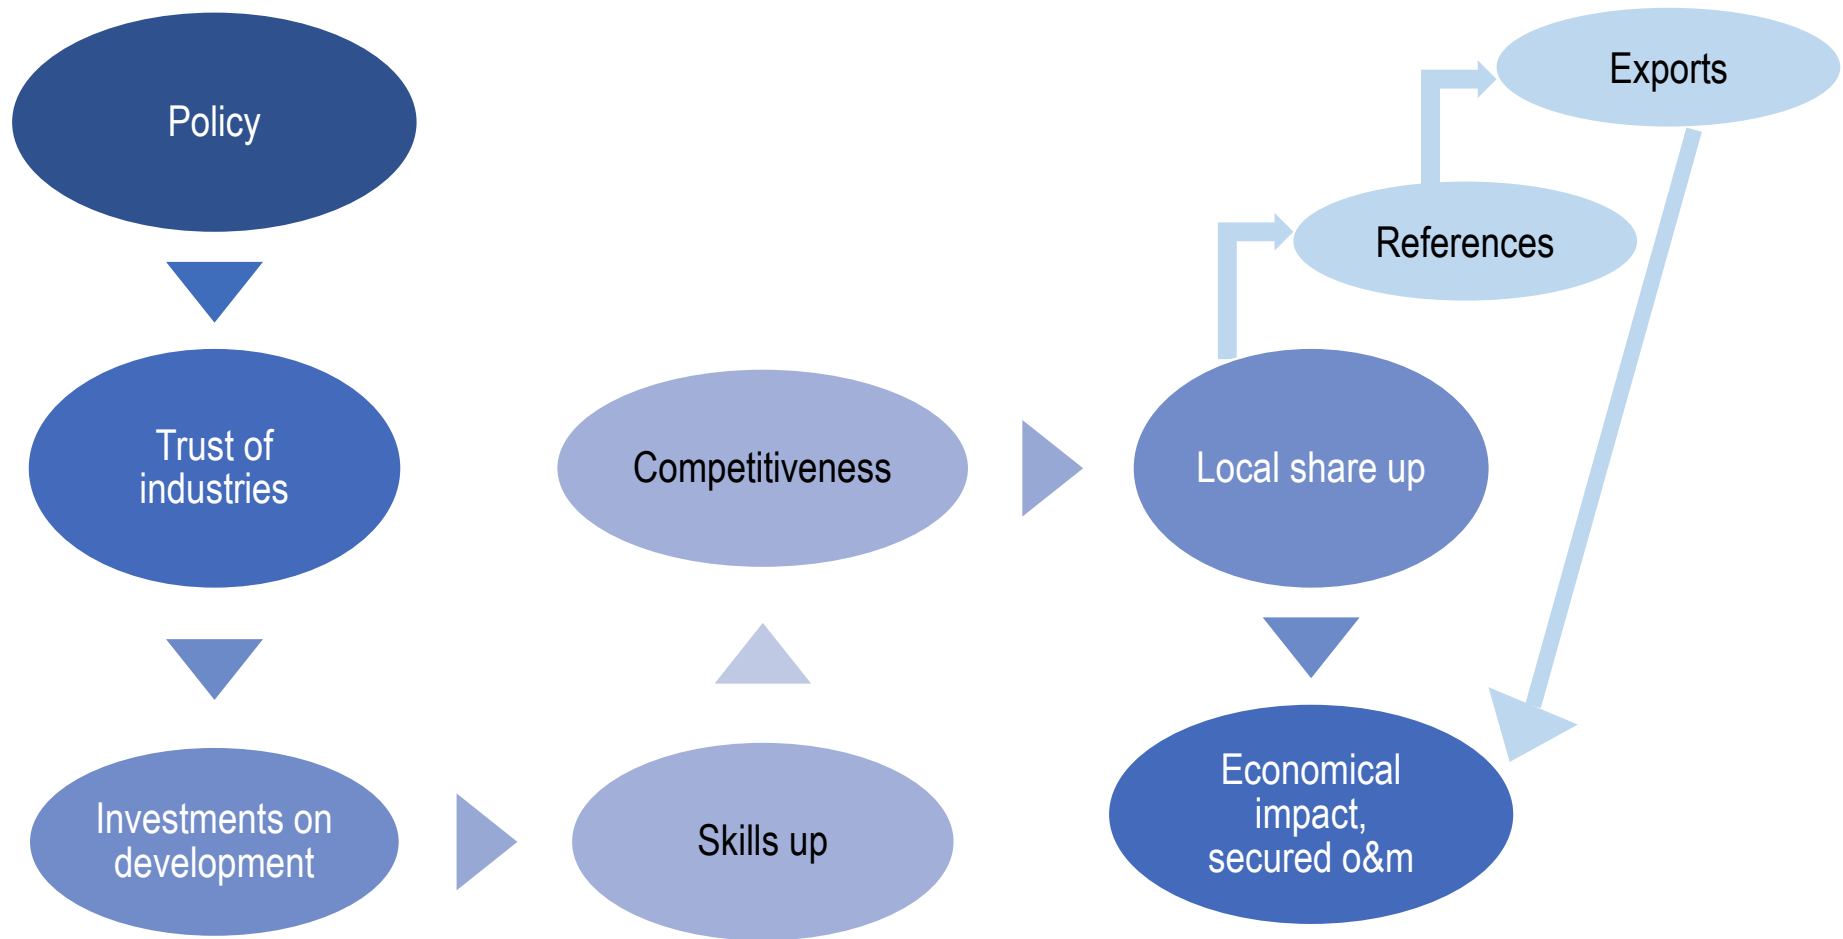 Policy
Trust of
industries
Investments on
development
Skills up
Competitiveness
Local share up
References
Exports
Economical
impact,
secured o&m